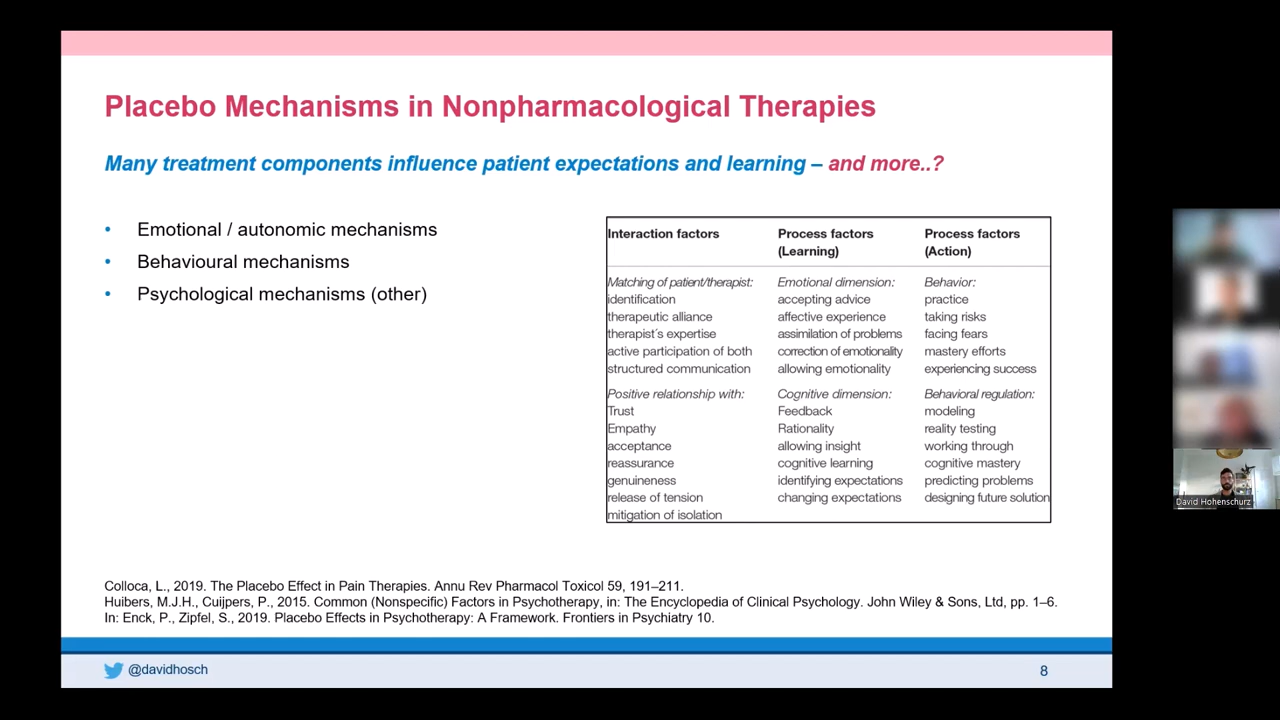 Placebo Mechanisms in Nonpharmacological Therapies
Many treatment components influence patient expectations and learning – and more..?
• Emotional / autonomic mechanisms
• Behavioural mechanisms
• Psychological mechanisms (other)
Interaction factors
Matching of patient/therapist:
identification
therapeutic alliance
therapist´s expertise
active participation of both
structured communication
Positive relationship with:
Trust
Empathy
acceptance
reassurance
genuineness
release of tension
mitigation of isolation
Process factors
(Learning)
Emotional dimension:
accepting advice
affective experience
assimilation of problems
correction of emotionality
allowing emotionality
Cognitive dimension:
Feedback
Rationality
allowing insight
cognitive learning
identifying expectations
changing expectations
Process factors
(Action)
Behavior:
practice
taking risks
facing fears
mastery efforts
experiencing success
Behavioral regulation:
modeling
reality testing
working through
cognitive mastery
predicting problems
designing future solution
Colloca, L., 2019. The Placebo Effect in Pain Therapies. Annu Rev Pharmacol Toxicol 59, 191–211.
Huibers, M.J.H., Cuijpers, P., 2015. Common (Nonspecific) Factors in Psychotherapy, in: The Encyclopedia of Clinical Psychology. John Wiley & Sons, Ltd, pp. 1–6.
In: Enck, P., Zipfel, S., 2019. Placebo Effects in Psychotherapy: A Framework. Frontiers in Psychiatry 10.
@davidhosch
8
David Hohenschurz